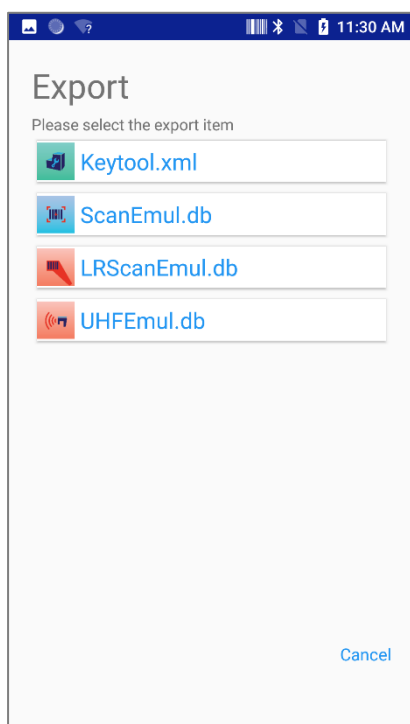 11:30 AM
Export
Please select the export item
Keytool.xml
ScanEmul.db
LRScanEmul.db
UHFEmul.db
Cancel